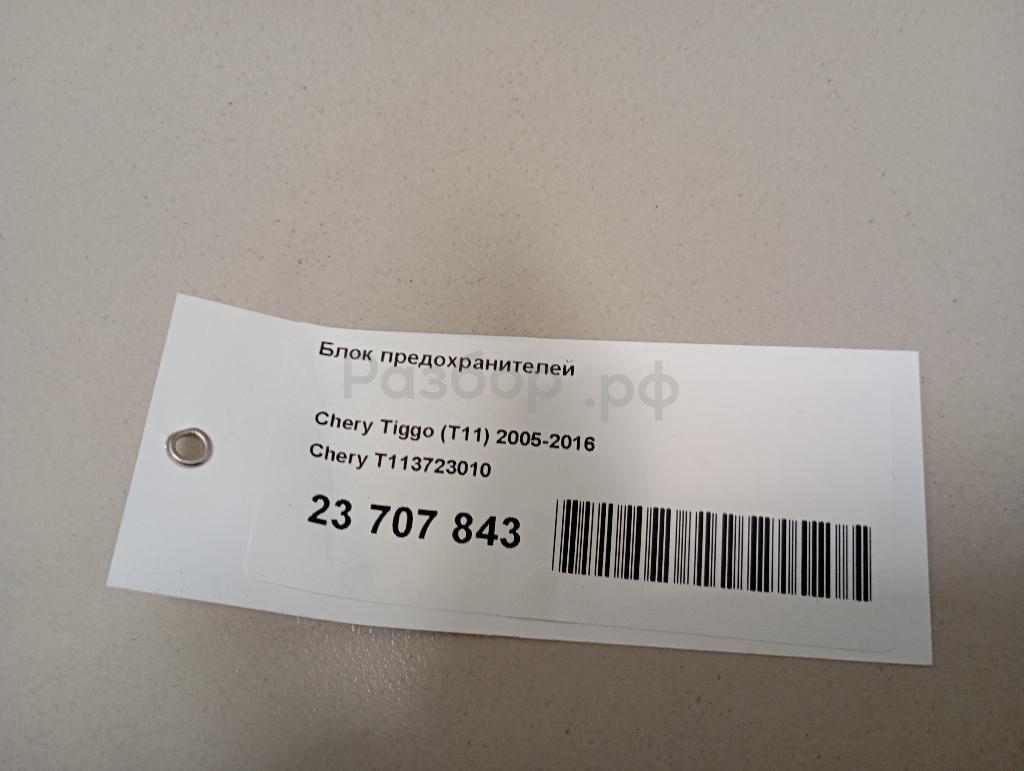 Блок предохранителей
Разбор.рф
Chery Tiggo (T11) 2005-2016
Chery T113723010
23 707 843